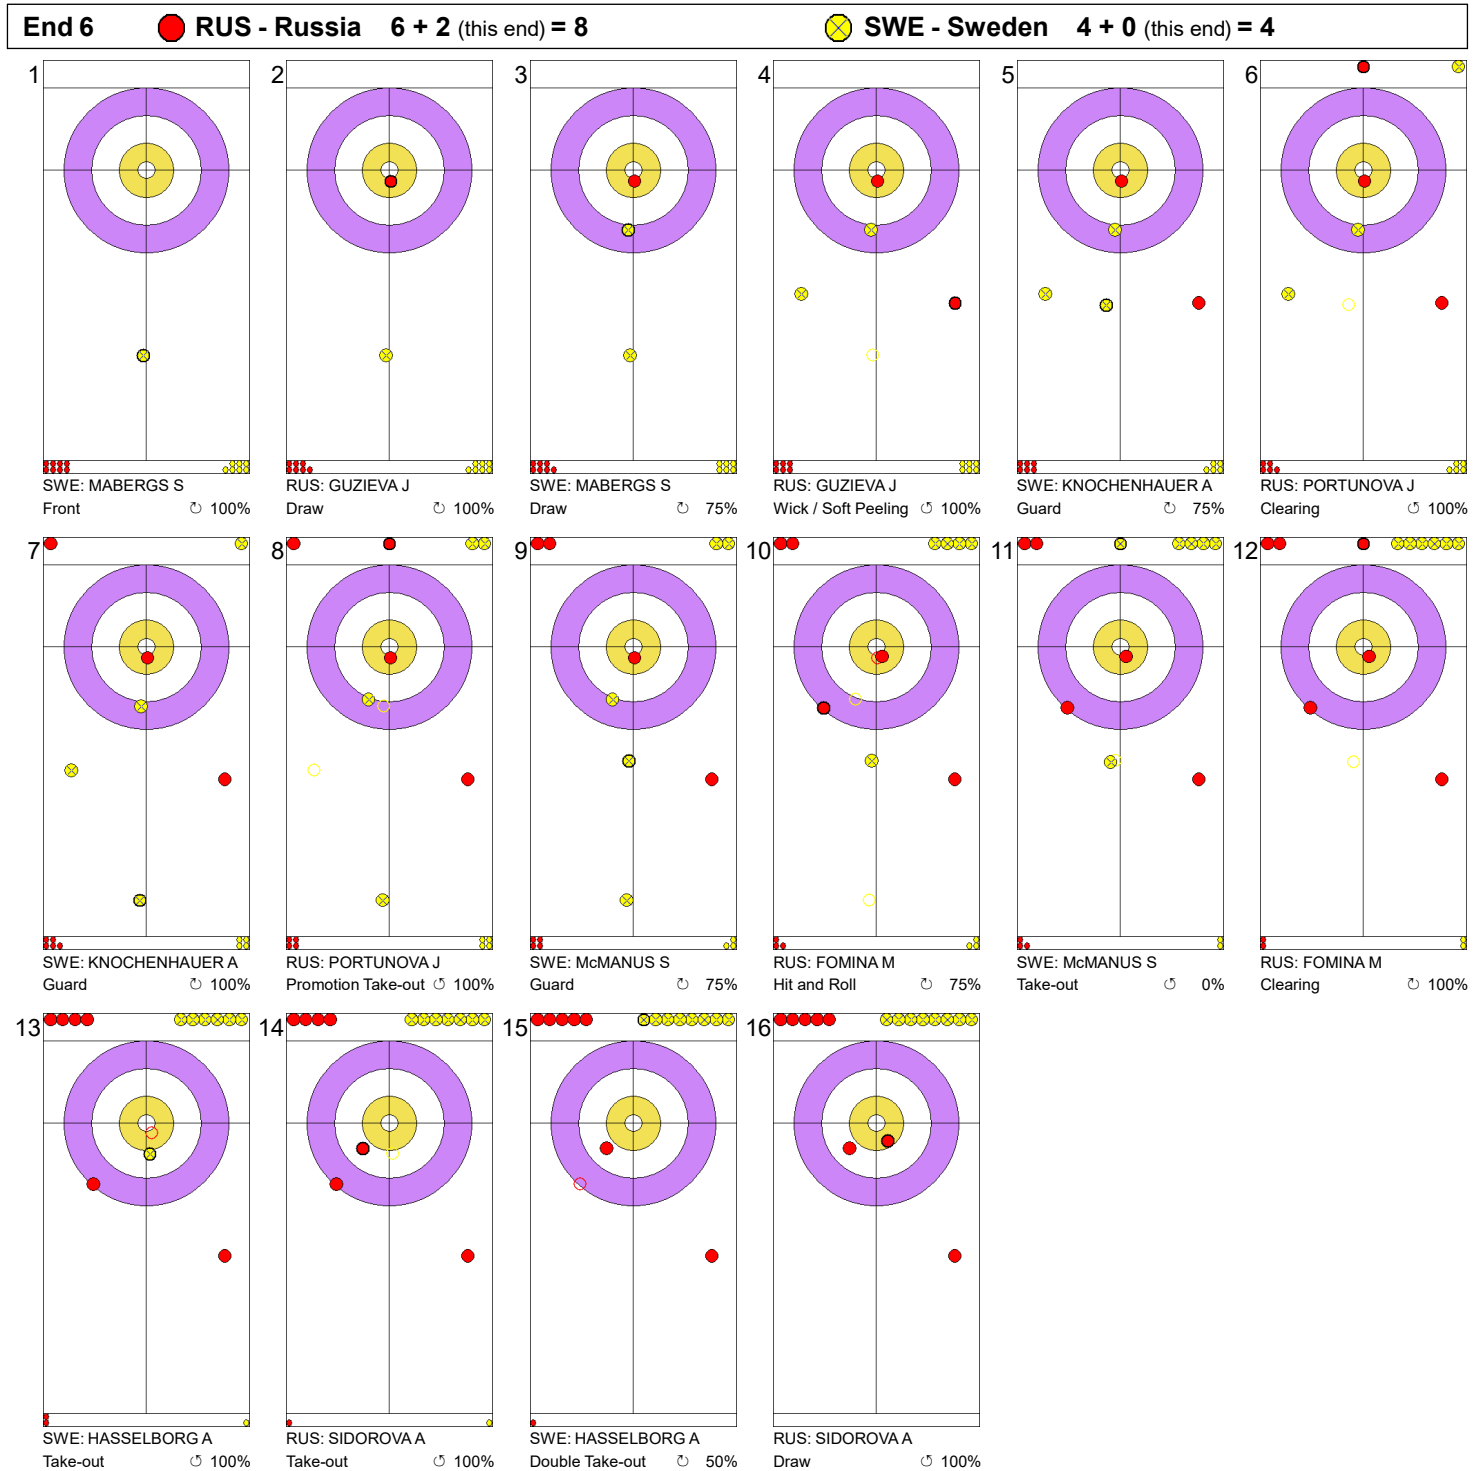 End 6 RUS - Russia 6 + 2 (this end) = 8 SWE - Sweden 4 + 0 (this end) = 4
1 2 3 4 5 6
SWE: MABERGS S RUS: GUZIEVA J SWE: MABERGS S RUS: GUZIEVA J SWE: KNOCHENHAUER A RUS: PORTUNOVA J
Front ↻ 100% Draw ↻ 100% Draw ↻ 75% Wick / Soft Peeling ↺ 100% Guard ↻ 75% Clearing ↻ 100%
7 8 9 10 11 12
SWE: KNOCHENHAUER A RUS: PORTUNOVA J SWE: McMANUS S RUS: FOMINA M SWE: McMANUS S RUS: FOMINA M
Guard ↻ 100% Promotion Take-out ↺ 100% Guard ↻ 75% Hit and Roll ↻ 75% Take-out ↺ 0% Clearing ↻ 100%
13 14 15 16
SWE: HASSELBORG A RUS: SIDOROVA A SWE: HASSELBORG A RUS: SIDOROVA A
Take-out ↺ 100% Take-out ↺ 100% Double Take-out ↻ 50% Draw ↺ 100%